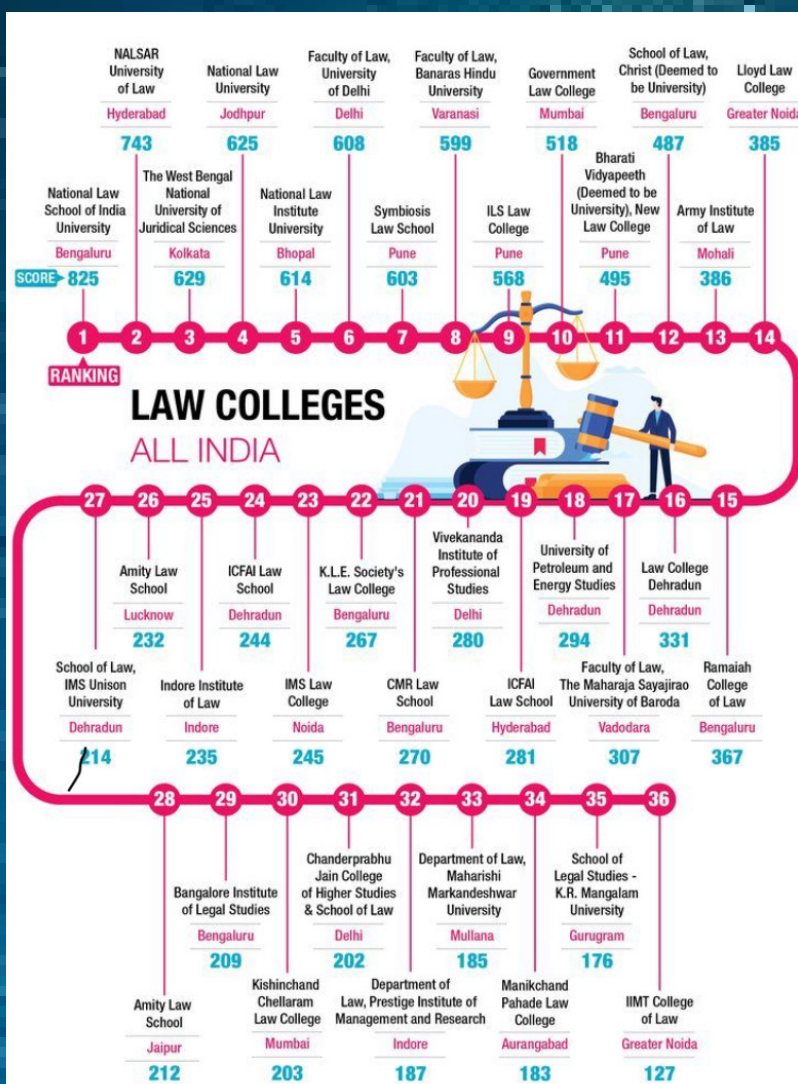 NALSAR
University
of Law
Hyderabad
743
National Law
University
Jodhpur
625
Faculty of Law,
University
of Delhi
Delhi
608
Faculty of Law,
Banaras Hindu
University
Varanasi
599
Government
Law College
Mumbai
518
School of Law,
Christ (Deemed to
be University)
Bengaluru
487
Lloyd Law
College
Greater Noida
385
National Law
School of India
University
Bengaluru
SCORE 825
The West Bengal
National
University of
Juridical Sciences
Kolkata
629
National Law
Institute
University
Bhopal
614
Symbiosis
Law School
Pune
603
ILS Law
College
Pune
568
Bharati
Vidyapeeth
(Deemed to be
University), New
Law College
Pune
495
Army Institute
of Law
Mohali
386
1 2 3 4 5 6 7 8 9 10 11 12 13 14
RANKING
LAW COLLEGES
ALL INDIA
27 26 25 24 23 22 21 20 19 18 17 16 15
Amity Law
School
Lucknow
232
ICFAI Law
School
Dehradun
244
K.L.E. Society's
Law College
Bengaluru
267
Vivekananda
Institute of
Professional
Studies
Delhi
280
University of
Petroleum and
Energy Studies
Dehradun
294
Law College
Dehradun
Dehradun
331
School of Law,
IMS Unison
University
Dehradun
214
Indore Institute
of Law
Indore
235
IMS Law
College
Noida
245
CMR Law
School
Bengaluru
270
ICFAI
Law School
Hyderabad
281
Faculty of Law,
The Maharaja Sayajirao
University of Baroda
Vadodara
307
Ramaiah
College
of Law
Bengaluru
367
28 29 30 31 32 33 34 35 36
Bangalore Institute
of Legal Studies
Bengaluru
209
Chanderprabhu
Jain College
of Higher Studies
& School of Law
Delhi
202
Department of Law,
Maharishi
Markandeshwar
University
Mullana
185
School of
Legal Studies -
K.R. Mangalam
University
Gurugram
176
Amity Law
School
Jaipur
212
Kishinchand
Chellaram
Law College
Mumbai
203
Department of
Law, Prestige Institute of
Management and Research
Indore
187
Manikchand
Pahade Law
College
Aurangabad
183
IIMT College
of Law
Greater Noida
127